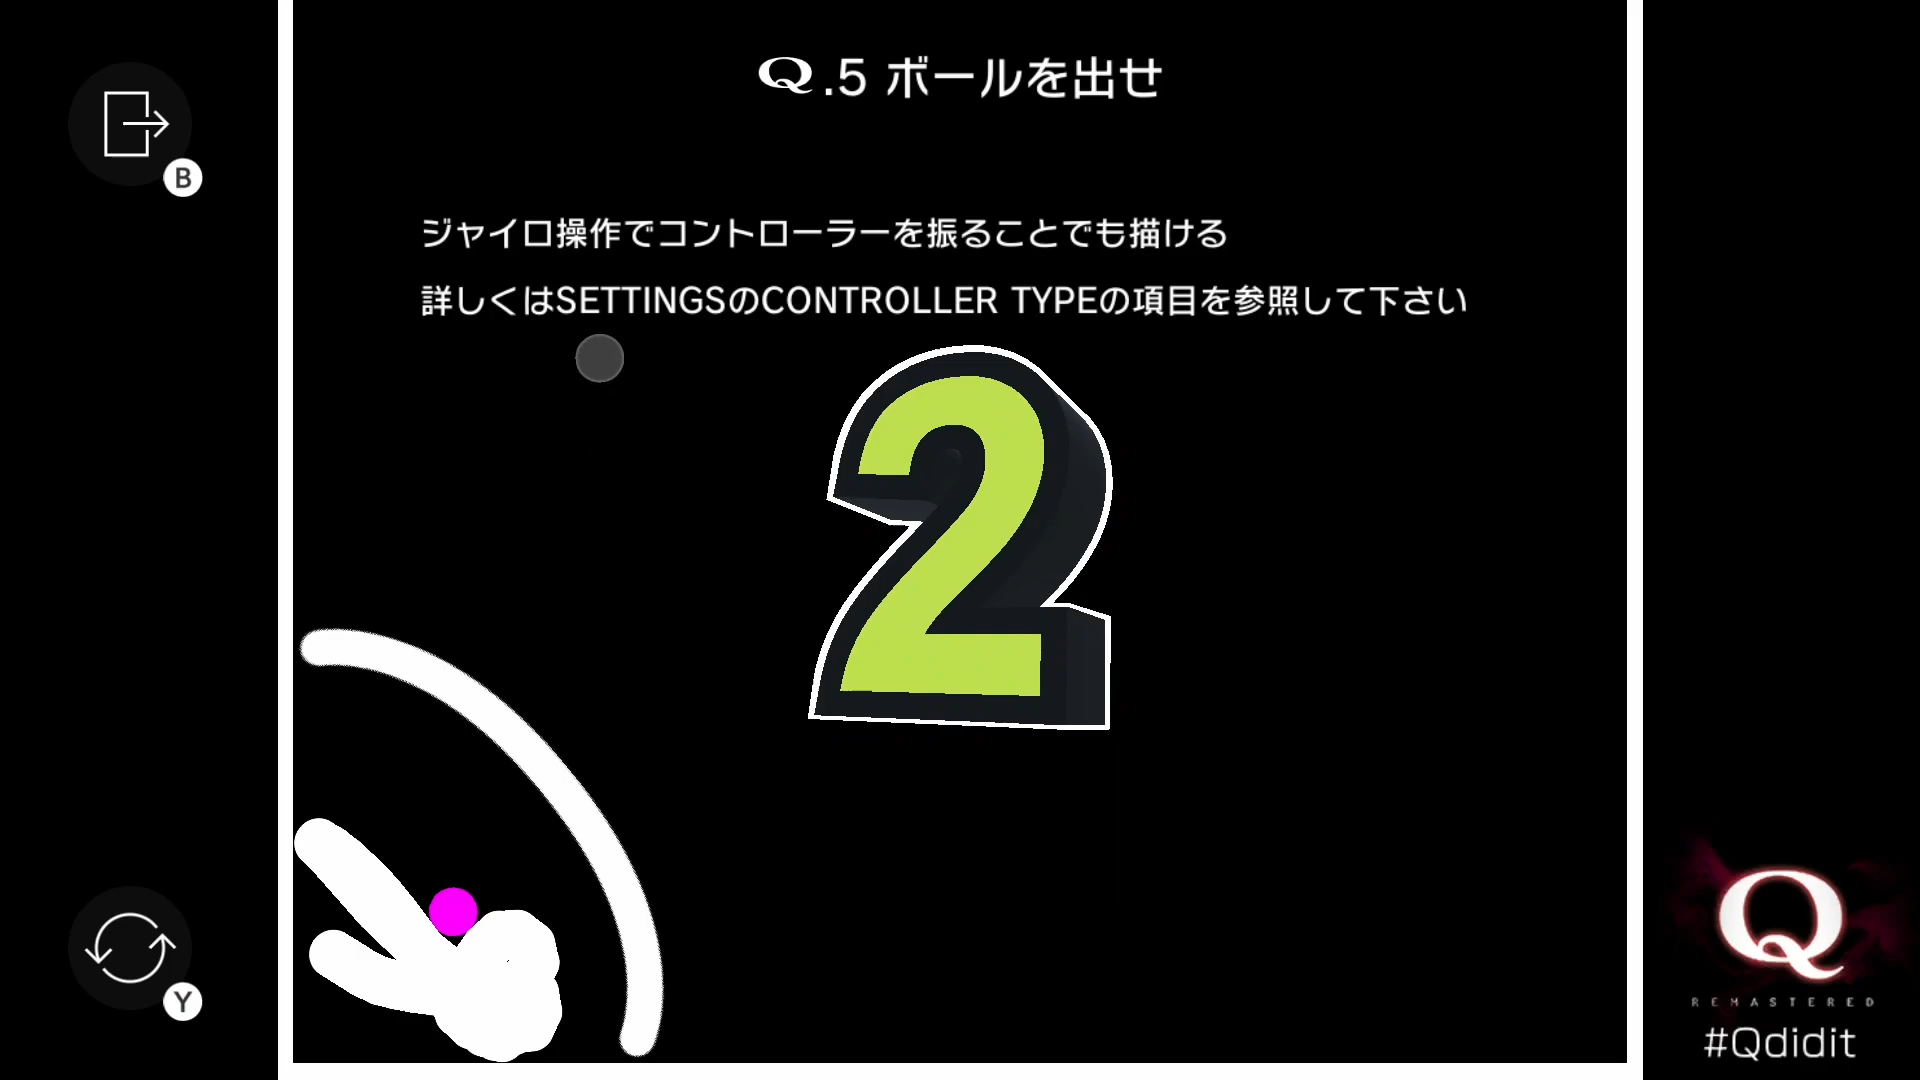 Q.5 ボールを出せ
B
ジャイロ操作でコントローラーを振ることでも描ける
詳しくはSETTINGSのCONTROLLER TYPEの項目を参照して下さい
2
Y
Q
REMASTERED
#Qdidit